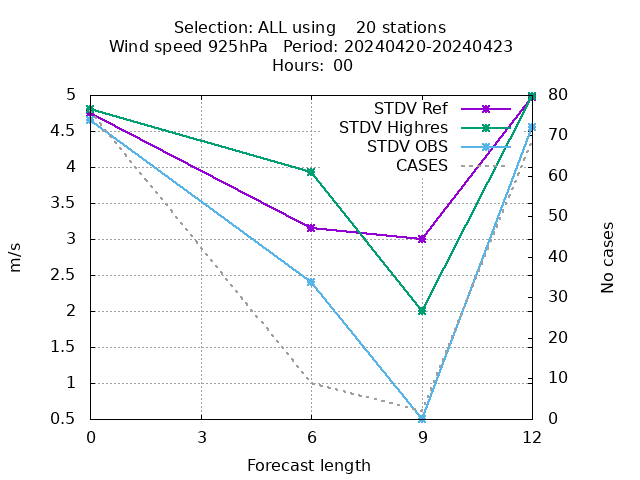 Selection: ALL using    20 stations
Wind speed 925hPa   Period: 20240420-20240423
Hours:  00
STDV Ref
STDV Highres
STDV OBS
CASES
5
4.5
4
3.5
3
2.5
2
1.5
1
0.5
m/s
80
70
60
50
40
30
20
10
0
No cases
0 3 6 9 12
Forecast length